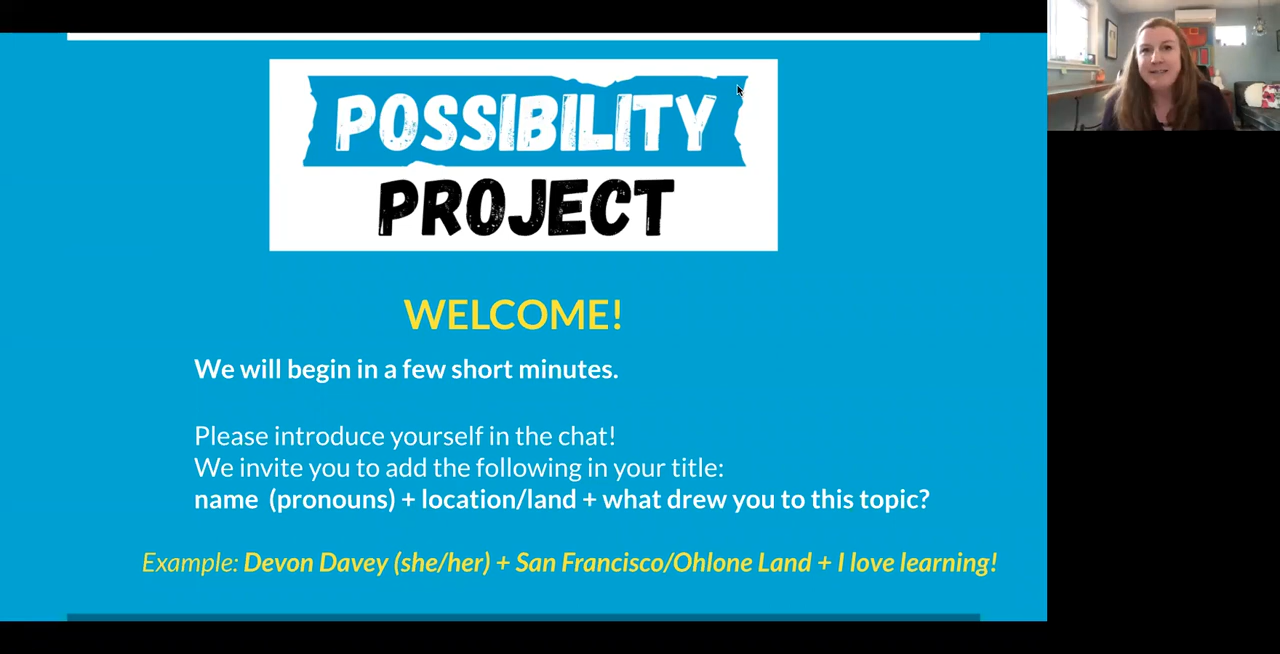 POSSIBILITY
PROJECT
WELCOME!
We will begin in a few short minutes.
Please introduce yourself in the chat!
We invite you to add the following in your title:
name (pronouns) + location/land + what drew you to this topic?
Example: Devon Davey (she/her) + San Francisco/Ohlone Land + I love learning!